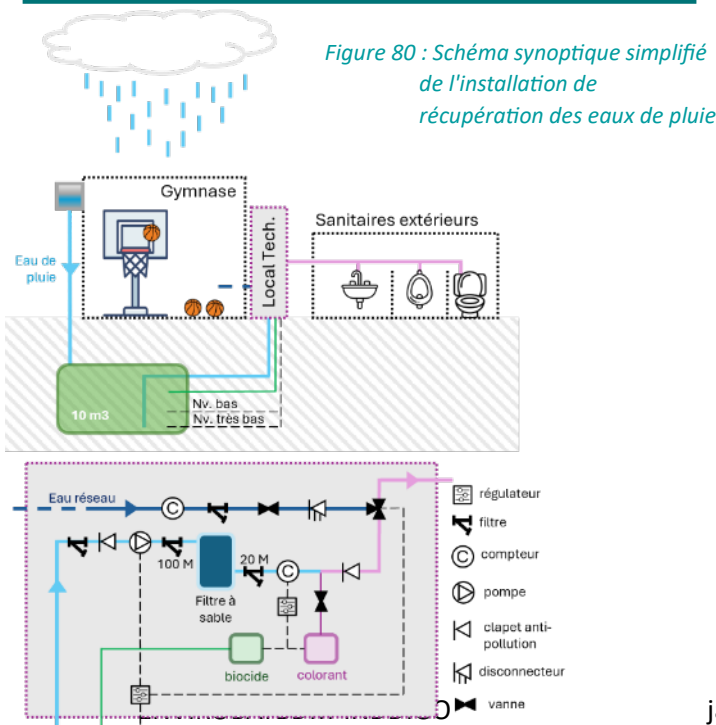 Figure 80 : Schéma synoptique simplifié
de l'installation de
récupération des eaux de pluie
Gymnase
Local Tech.
Sanitaires extérieurs
Eau de
pluie
10 m3
Nv. bas
Nv. très bas
Eau réseau
C
100 M
20 M
C
Filtre à
sable
biocide
colorant
régulateur
filtre
C
compteur
pompe
clapet anti-
pollution
disconnecteur
vanne